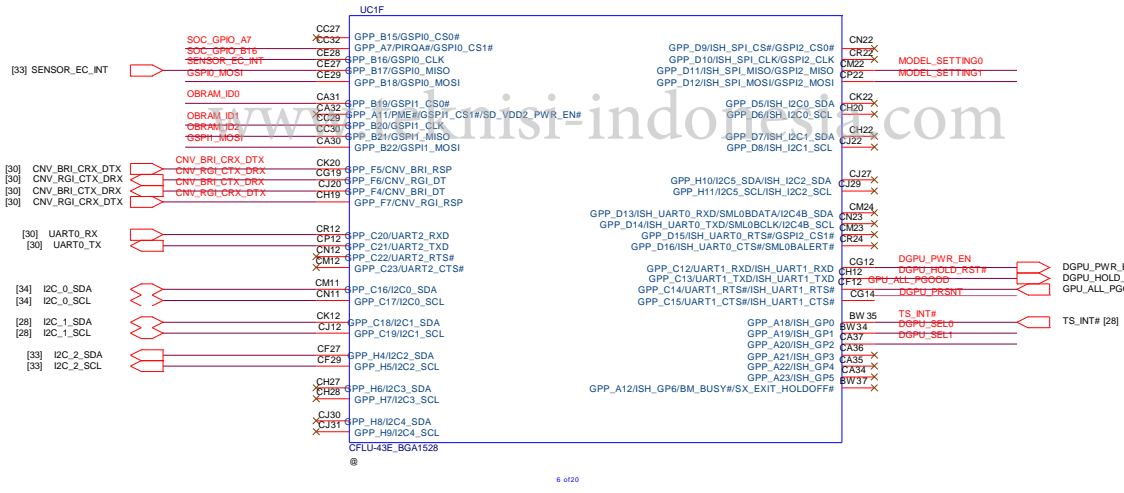 UC1F
CC27 GPP_B15/GSPI0_CS0#
SOC_GPIO_A7 CC32 GPP_A7/PIRQA#/GSPI0_CS1#
SOC_GPIO_B16 CE28 GPP_B16/GSPI0_CLK
[33] SENSOR_EC_INT SENSOR_EC_INT CE27 GPP_B17/GSPI0_MISO
GSPI0_MOSI CE29 GPP_B18/GSPI0_MOSI
OBRAM_ID0 CA31 GPP_B19/GSPI1_CS0#
CA32 GPP_A11/PME#/GSPI1_CS1#/SD_VDD2_PWR_EN#
OBRAM_ID1 CC29 GPP_B20/GSPI1_CLK
OBRAM_ID2 CC30 GPP_B21/GSPI1_MISO
GSPI1_MOSI CA30 GPP_B22/GSPI1_MOSI
[30] CNV_BRI_CRX_DTX CNV_BRI_CRX_DTX CK20 GPP_F5/CNV_BRI_RSP
[30] CNV_RGI_CTX_DRX CNV_RGI_CTX_DRX CG19 GPP_F6/CNV_RGI_DT
[30] CNV_BRI_CTX_DRX CNV_BRI_CTX_DRX CJ20 GPP_F4/CNV_BRI_DT
[30] CNV_RGI_CRX_DTX CNV_RGI_CRX_DTX CH19 GPP_F7/CNV_RGI_RSP
[30] UART0_RX CR12 GPP_C20/UART2_RXD
[30] UART0_TX CP12 GPP_C21/UART2_TXD
CN12 GPP_C22/UART2_RTS#
CM12 GPP_C23/UART2_CTS#
[34] I2C_0_SDA CM11 GPP_C16/I2C0_SDA
[34] I2C_0_SCL CN11 GPP_C17/I2C0_SCL
[28] I2C_1_SDA CK12 GPP_C18/I2C1_SDA
[28] I2C_1_SCL CJ12 GPP_C19/I2C1_SCL
[33] I2C_2_SDA CF27 GPP_H4/I2C2_SDA
[33] I2C_2_SCL CF29 GPP_H5/I2C2_SCL
CH27 GPP_H6/I2C3_SDA
CH28 GPP_H7/I2C3_SCL
CJ30 GPP_H8/I2C4_SDA
CJ31 GPP_H9/I2C4_SCL
GPP_D9/ISH_SPI_CS#/GSPI2_CS0# CN22
GPP_D10/ISH_SPI_CLK/GSPI2_CLK CR22
GPP_D11/ISH_SPI_MISO/GSPI2_MISO CM22 MODEL_SETTING0
GPP_D12/ISH_SPI_MOSI/GSPI2_MOSI CP22 MODEL_SETTING1
GPP_D5/ISH_I2C0_SDA CK22
GPP_D6/ISH_I2C0_SCL CH20
GPP_D7/ISH_I2C1_SDA CH22
GPP_D8/ISH_I2C1_SCL CJ22
GPP_H10/I2C5_SDA/ISH_I2C2_SDA CJ27
GPP_H11/I2C5_SCL/ISH_I2C2_SCL CJ29
GPP_D13/ISH_UART0_RXD/SML0BDATA/I2C4B_SDA CM24
GPP_D14/ISH_UART0_TXD/SML0BCLK/I2C4B_SCL CN23
GPP_D15/ISH_UART0_RTS#/GSPI2_CS1# CM23
GPP_D16/ISH_UART0_CTS#/SML0BALERT# CR24
GPP_C12/UART1_RXD/ISH_UART1_RXD CG12 DGPU_PWR_EN DGPU_PWR_E
GPP_C13/UART1_TXD/ISH_UART1_TXD CH12 DGPU_HOLD_RST# DGPU_HOLD_
GPP_C14/UART1_RTS#/ISH_UART1_RTS# CF12 GPU_ALL_PGOOD GPU_ALL_PGO
GPP_C15/UART1_CTS#/ISH_UART1_CTS# CG14 DGPU_PRSNT
GPP_A18/ISH_GP0 BW35 TS_INT# TS_INT# [28]
GPP_A19/ISH_GP1 BW34 DGPU_SEL0
GPP_A20/ISH_GP2 CA37 DGPU_SEL1
GPP_A21/ISH_GP3 CA36
GPP_A22/ISH_GP4 CA35
GPP_A23/ISH_GP5 CA34
GPP_A12/ISH_GP6/BM_BUSY#/SX_EXIT_HOLDOFF# BW37
www.teknisi-indonesia.com
CFLU-43E_BGA1528
@
6 of 20